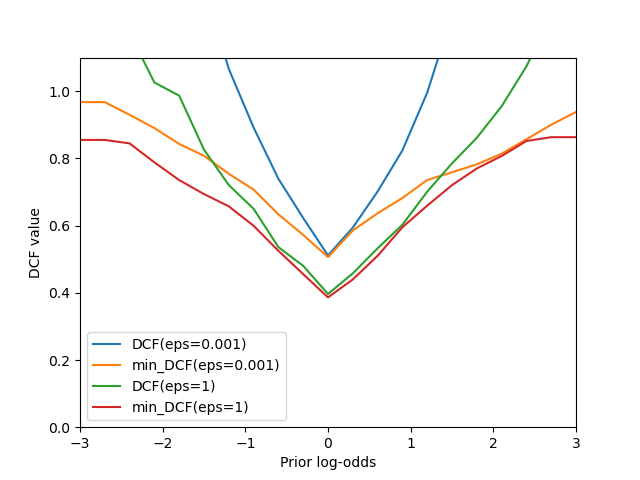 1.0
0.8
0.6
0.4
0.2
0.0
DCF value
DCF(eps=0.001)
min_DCF(eps=0.001)
DCF(eps=1)
min_DCF(eps=1)
−3 −2 −1 0 1 2 3
Prior log-odds